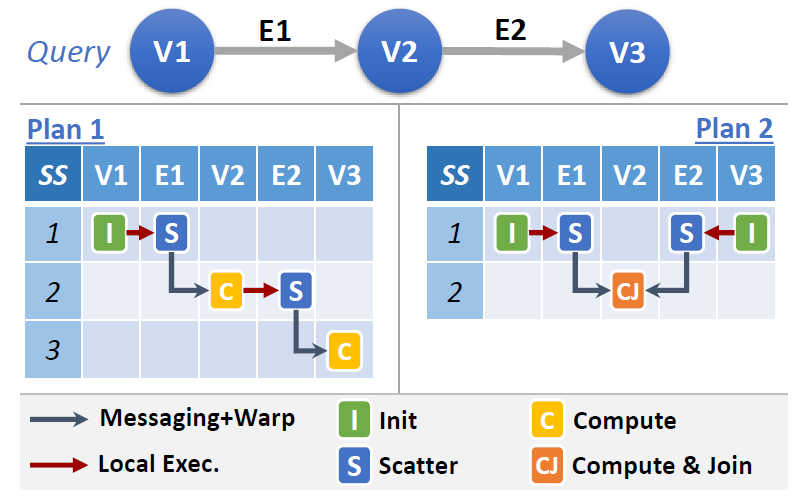 Query V1 E1 V2 E2 V3
Plan 1
SS V1 E1 V2 E2 V3
1 I S
2 C S
3 C
Plan 2
SS V1 E1 V2 E2 V3
1 I S S I
2 CJ
Messaging+Warp I Init C Compute
Local Exec. S Scatter CJ Compute & Join